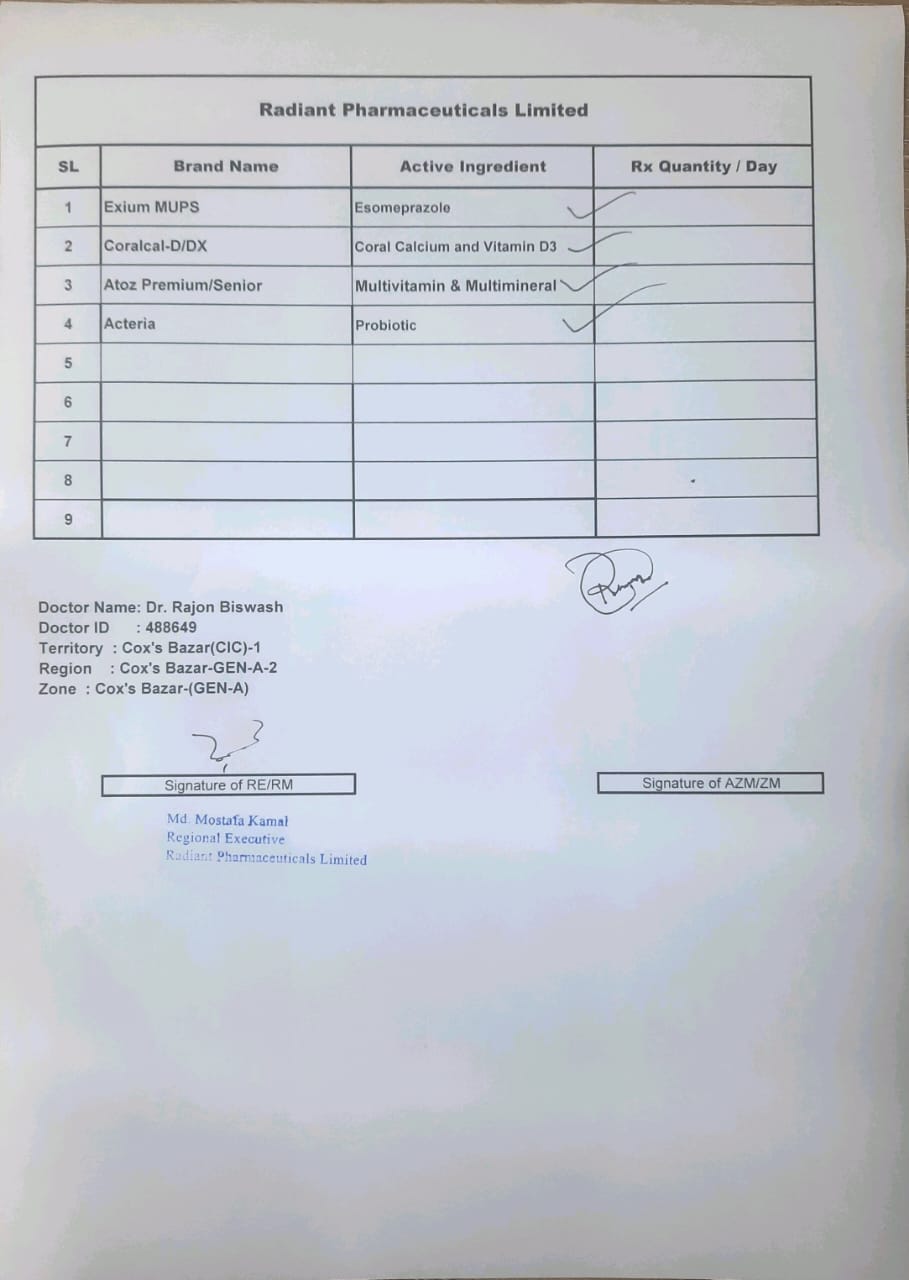 Radiant Pharmaceuticals Limited
SL Brand Name Active Ingredient Rx Quantity / Day
1 Exium MUPS Esomeprazole
2 Coralcal-D/DX Coral Calcium and Vitamin D3
3 Atoz Premium/Senior Multivitamin & Multimineral
4 Acteria Probiotic
5
6
7
8
9
Doctor Name: Dr. Rajon Biswash
Doctor ID : 488649
Territory : Cox's Bazar(CIC)-1
Region : Cox's Bazar-GEN-A-2
Zone : Cox's Bazar-(GEN-A)
Signature of RE/RM Signature of AZM/ZM
Md. Mostafa Kamal
Regional Executive
Radiant Pharmaceuticals Limited